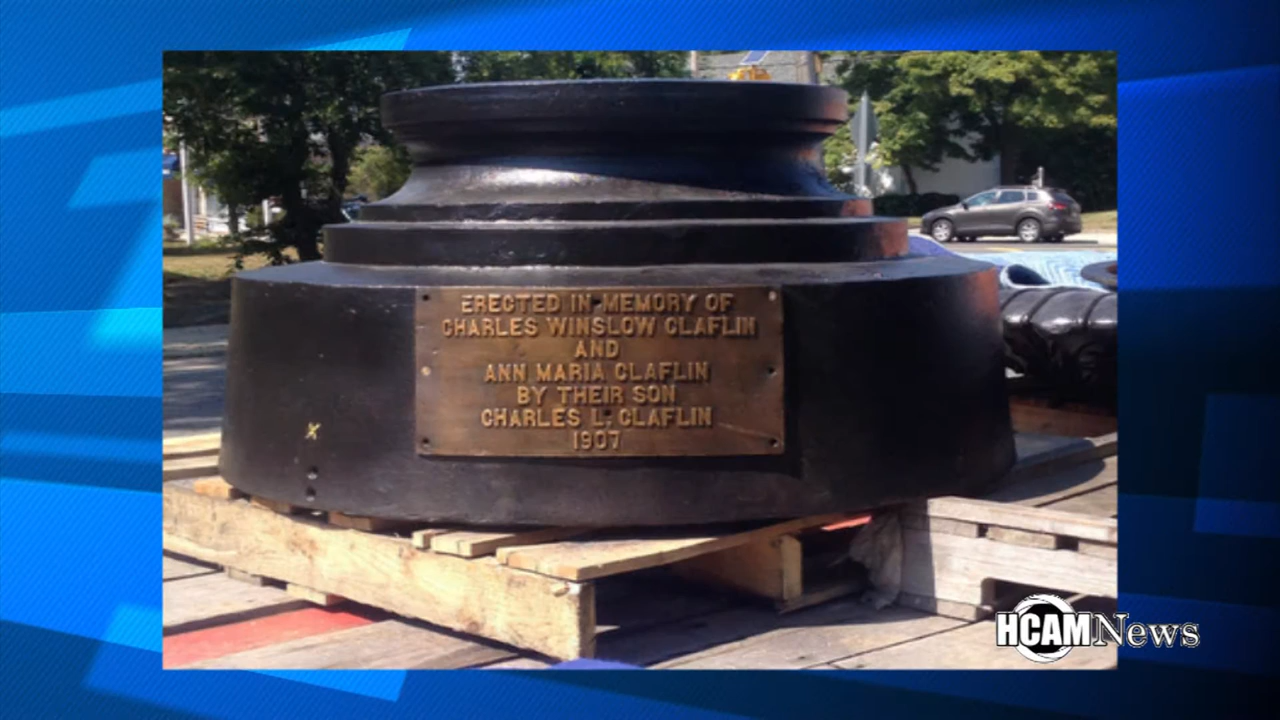 ERECTED IN MEMORY OF
CHARLES WINSLOW CLAFLIN
AND
ANN MARIA CLAFLIN
BY THEIR SON
CHARLES L. CLAFLIN
1907
HCAMNews